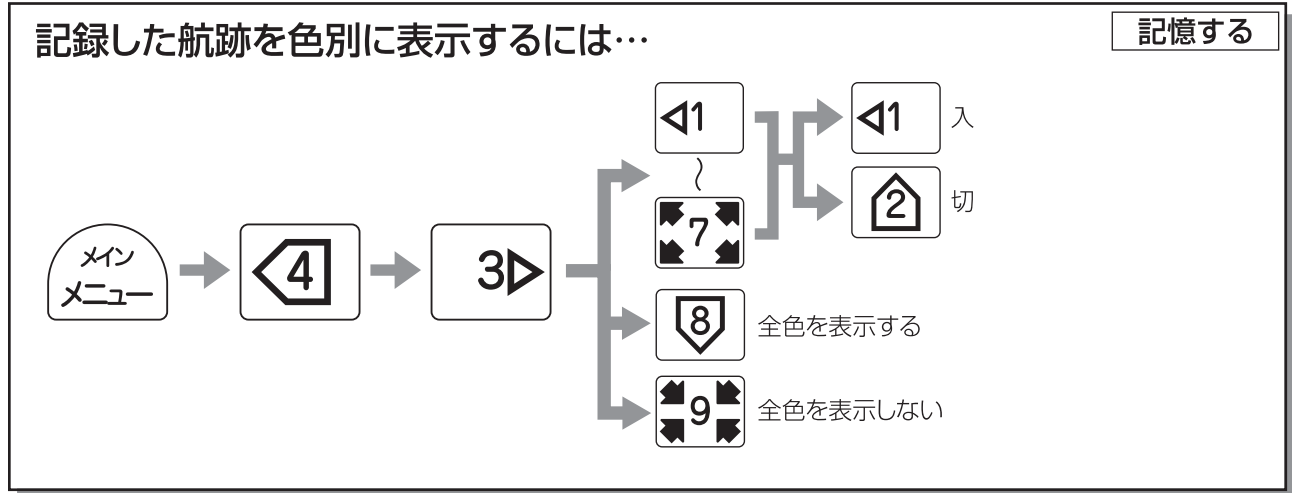 記録した航跡を色別に表示するには…
記憶する
メイン
メニュー
4
3
1
〜
7
1
入
2
切
8
全色を表示する
9
全色を表示しない